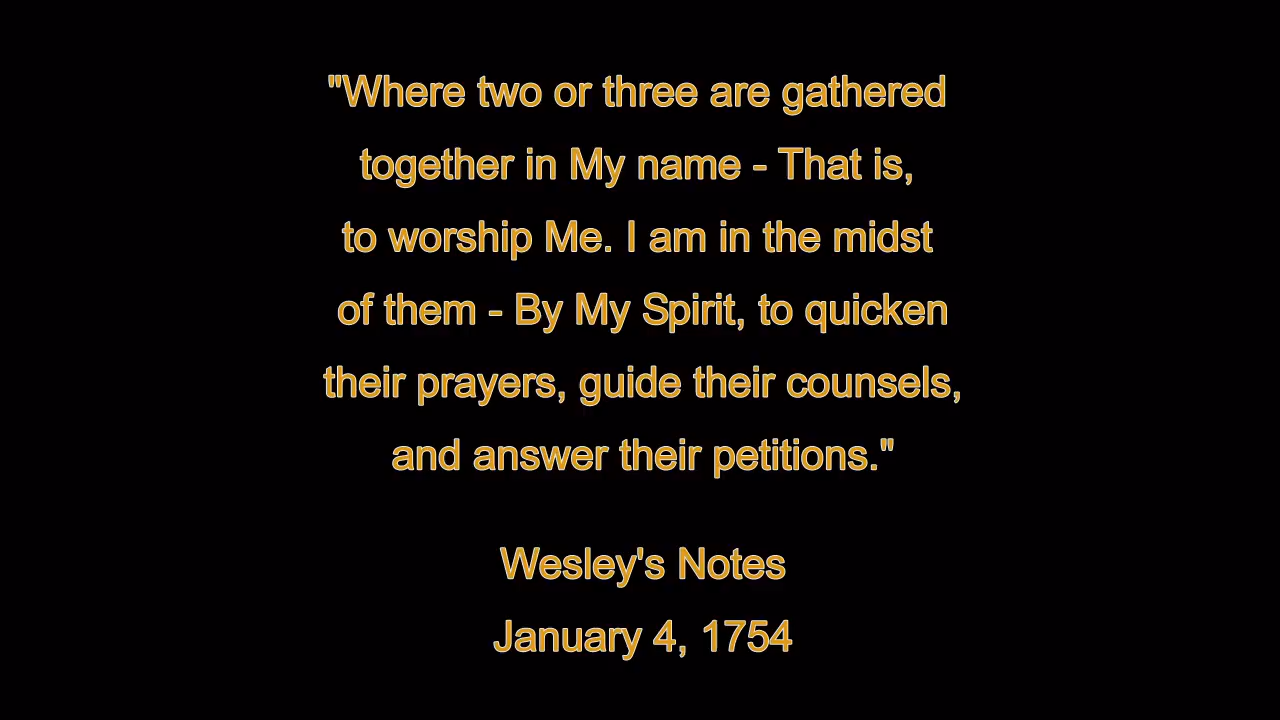 "Where two or three are gathered
together in My name - That is,
to worship Me. I am in the midst
of them - By My Spirit, to quicken
their prayers, guide their counsels,
and answer their petitions."
Wesley's Notes
January 4, 1754